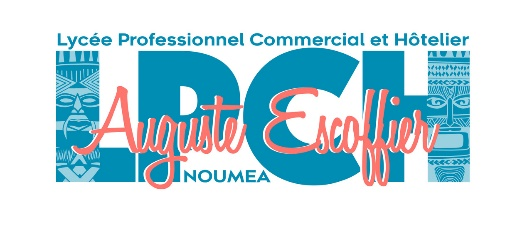 Lycée Professionnel Commercial et Hôtelier
LPCH
Auguste Escoffier
NOUMEA